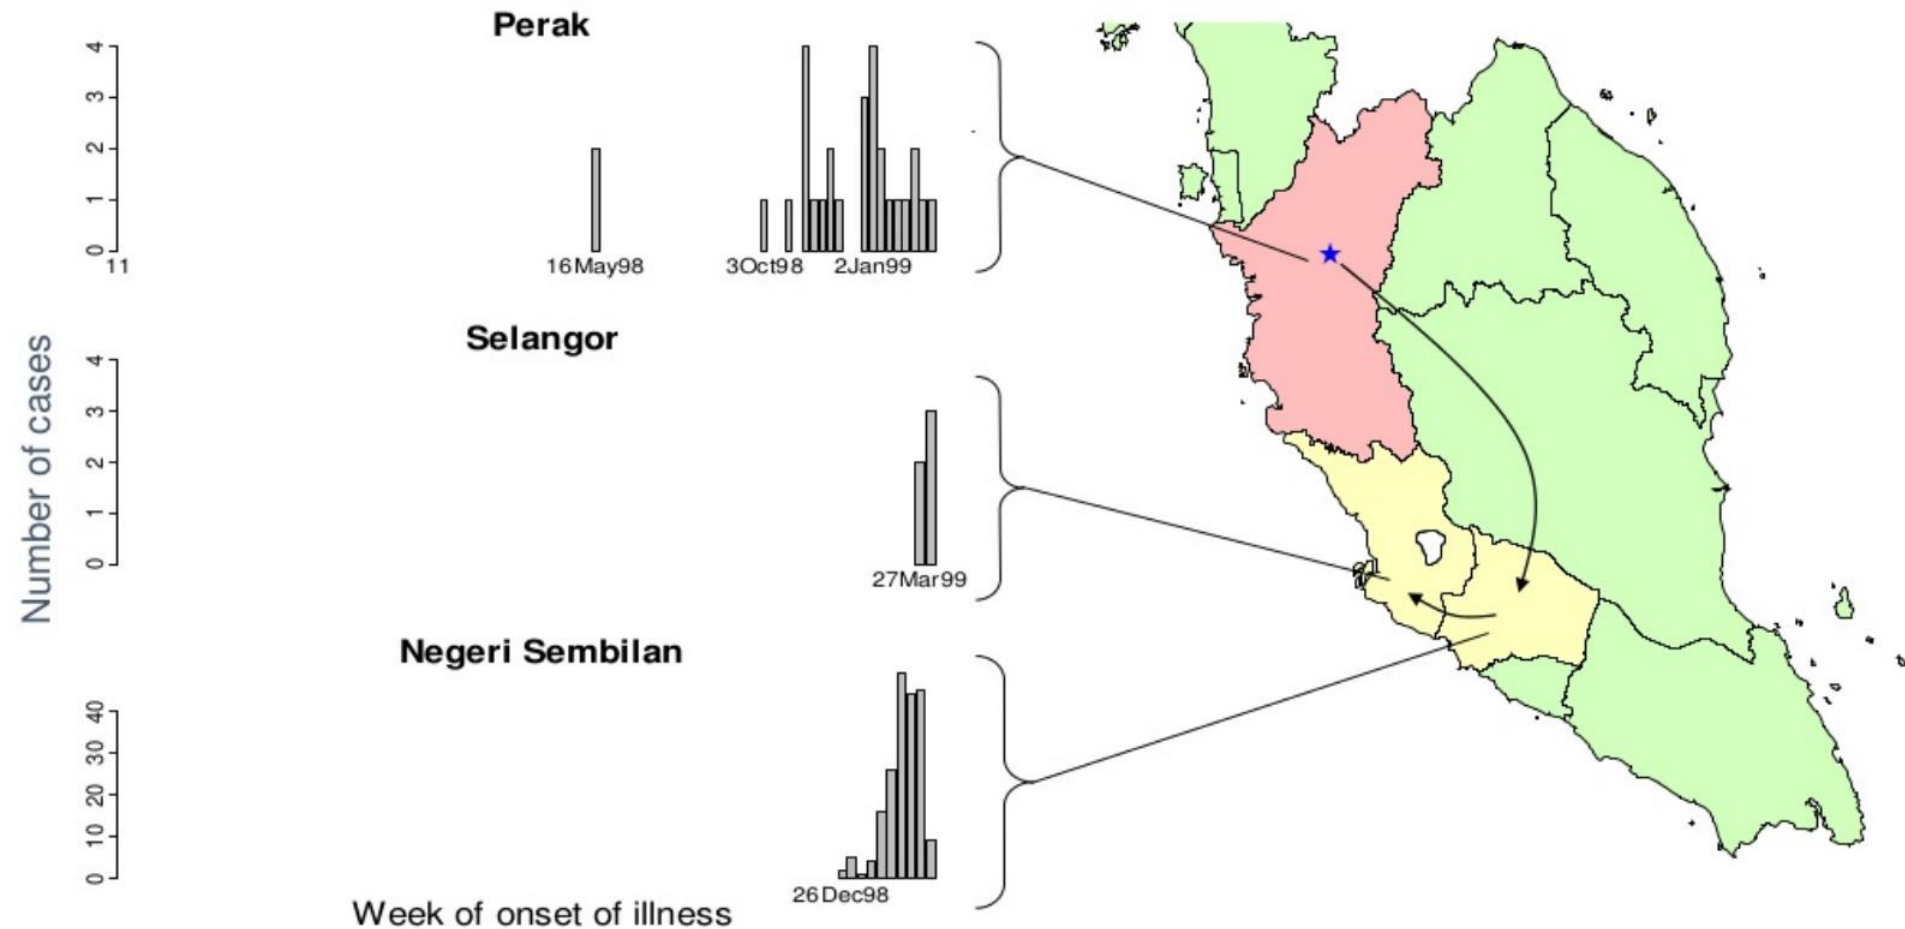 Perak
4
3
2
1
0
11
16May98
3Oct98
2Jan99
Number of cases
Selangor
4
3
2
1
0
27Mar99
Negeri Sembilan
40
30
20
10
0
26Dec98
Week of onset of illness